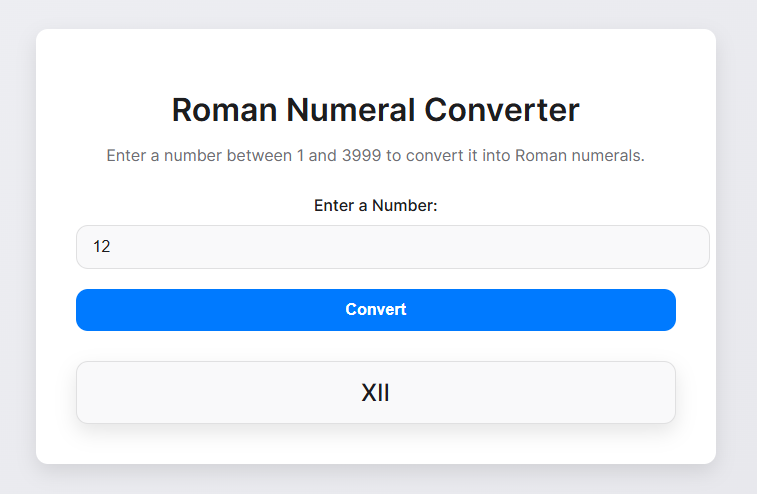 Roman Numeral Converter
Enter a number between 1 and 3999 to convert it into Roman numerals.
Enter a Number:
12
Convert
XII